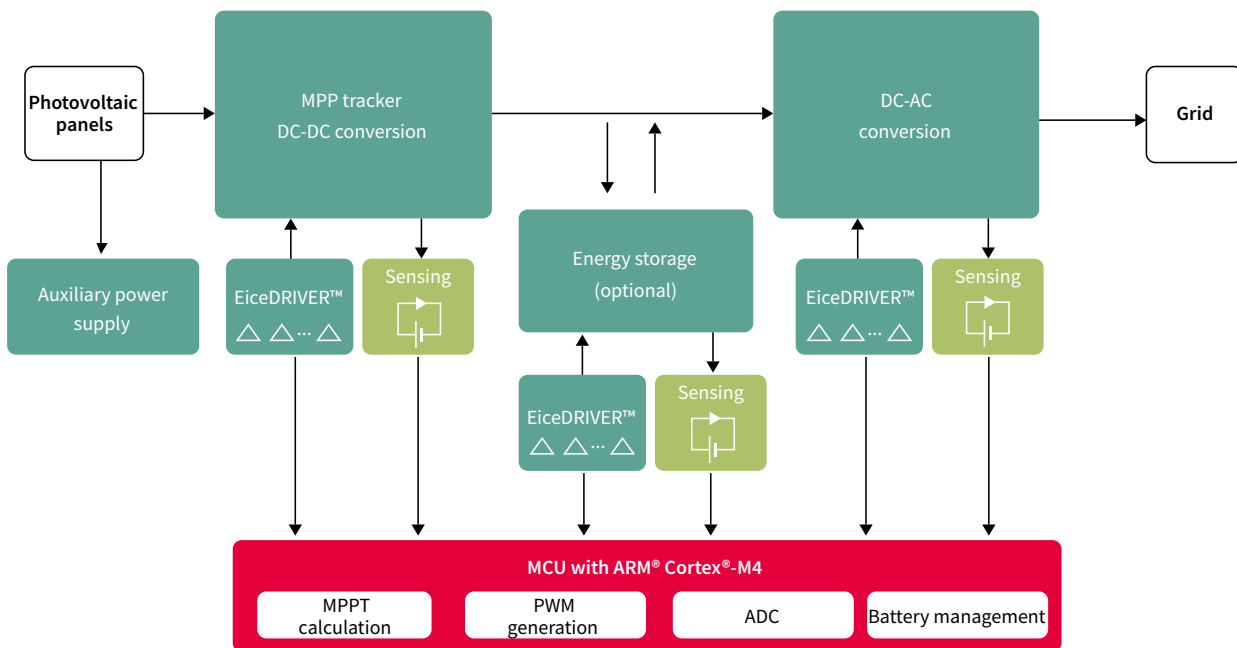 Photovoltaic
panels
MPP tracker
DC-DC conversion
DC-AC
conversion
Grid
Auxiliary power
supply
EiceDRIVER™
...
Sensing
Energy storage
(optional)
EiceDRIVER™
...
Sensing
EiceDRIVER™
...
Sensing
MCU with ARM® Cortex®-M4
MPPT
calculation
PWM
generation
ADC
Battery management